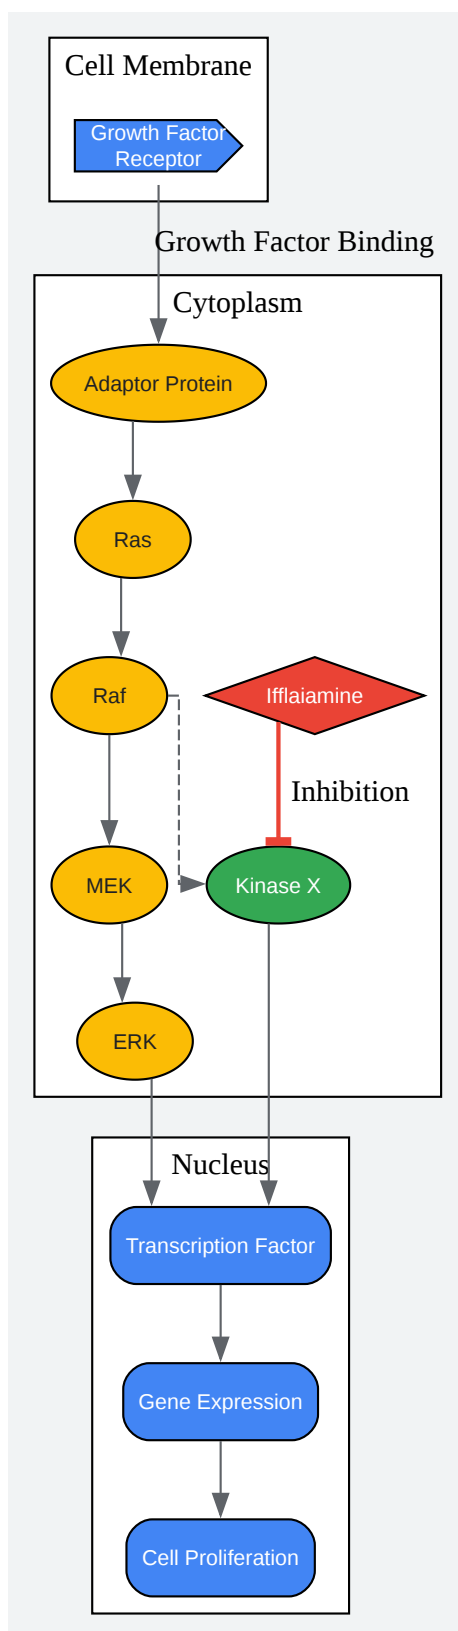 Cell Membrane
Growth Factor
Receptor
Growth Factor Binding
Cytoplasm
Adaptor Protein
Ras
Raf
Ifflaiamine
Inhibition
MEK
Kinase X
ERK
Nucleus
Transcription Factor
Gene Expression
Cell Proliferation